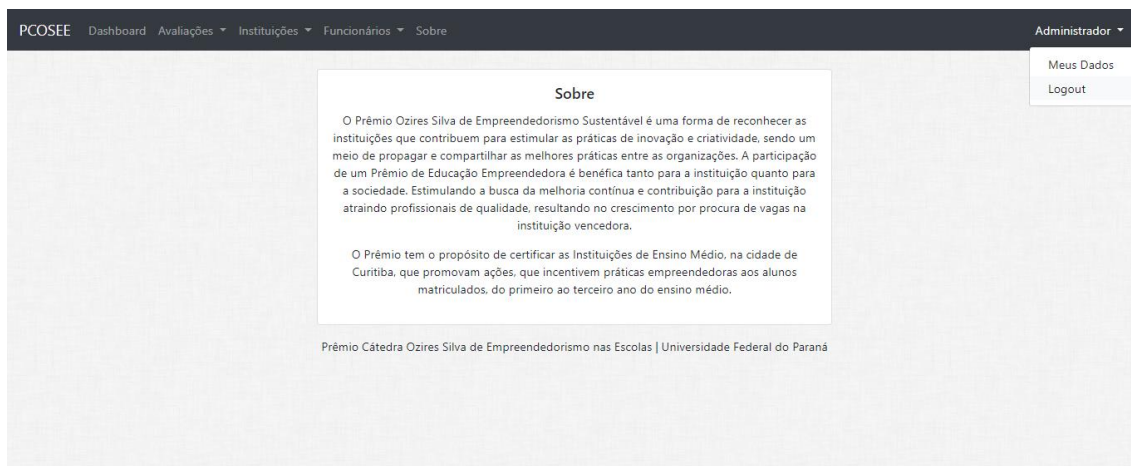 PCOSEE Dashboard Avaliações Instituições Funcionários Sobre Administrador
Meus Dados
Logout
Sobre
O Prêmio Ozires Silva de Empreendedorismo Sustentável é uma forma de reconhecer as
instituições que contribuem para estimular as práticas de inovação e criatividade, sendo um
meio de propagar e compartilhar as melhores práticas entre as organizações. A participação
de um Prêmio de Educação Empreendedora é benéfica tanto para a instituição quanto para
a sociedade. Estimulando a busca da melhoria contínua e contribuição para a instituição
atraindo profissionais de qualidade, resultando no crescimento por procura de vagas na
instituição vencedora.
O Prêmio tem o propósito de certificar as Instituições de Ensino Médio, na cidade de
Curitiba, que promovam ações, que incentivem práticas empreendedoras aos alunos
matriculados, do primeiro ao terceiro ano do ensino médio.
Prêmio Cátedra Ozires Silva de Empreendedorismo nas Escolas | Universidade Federal do Paraná